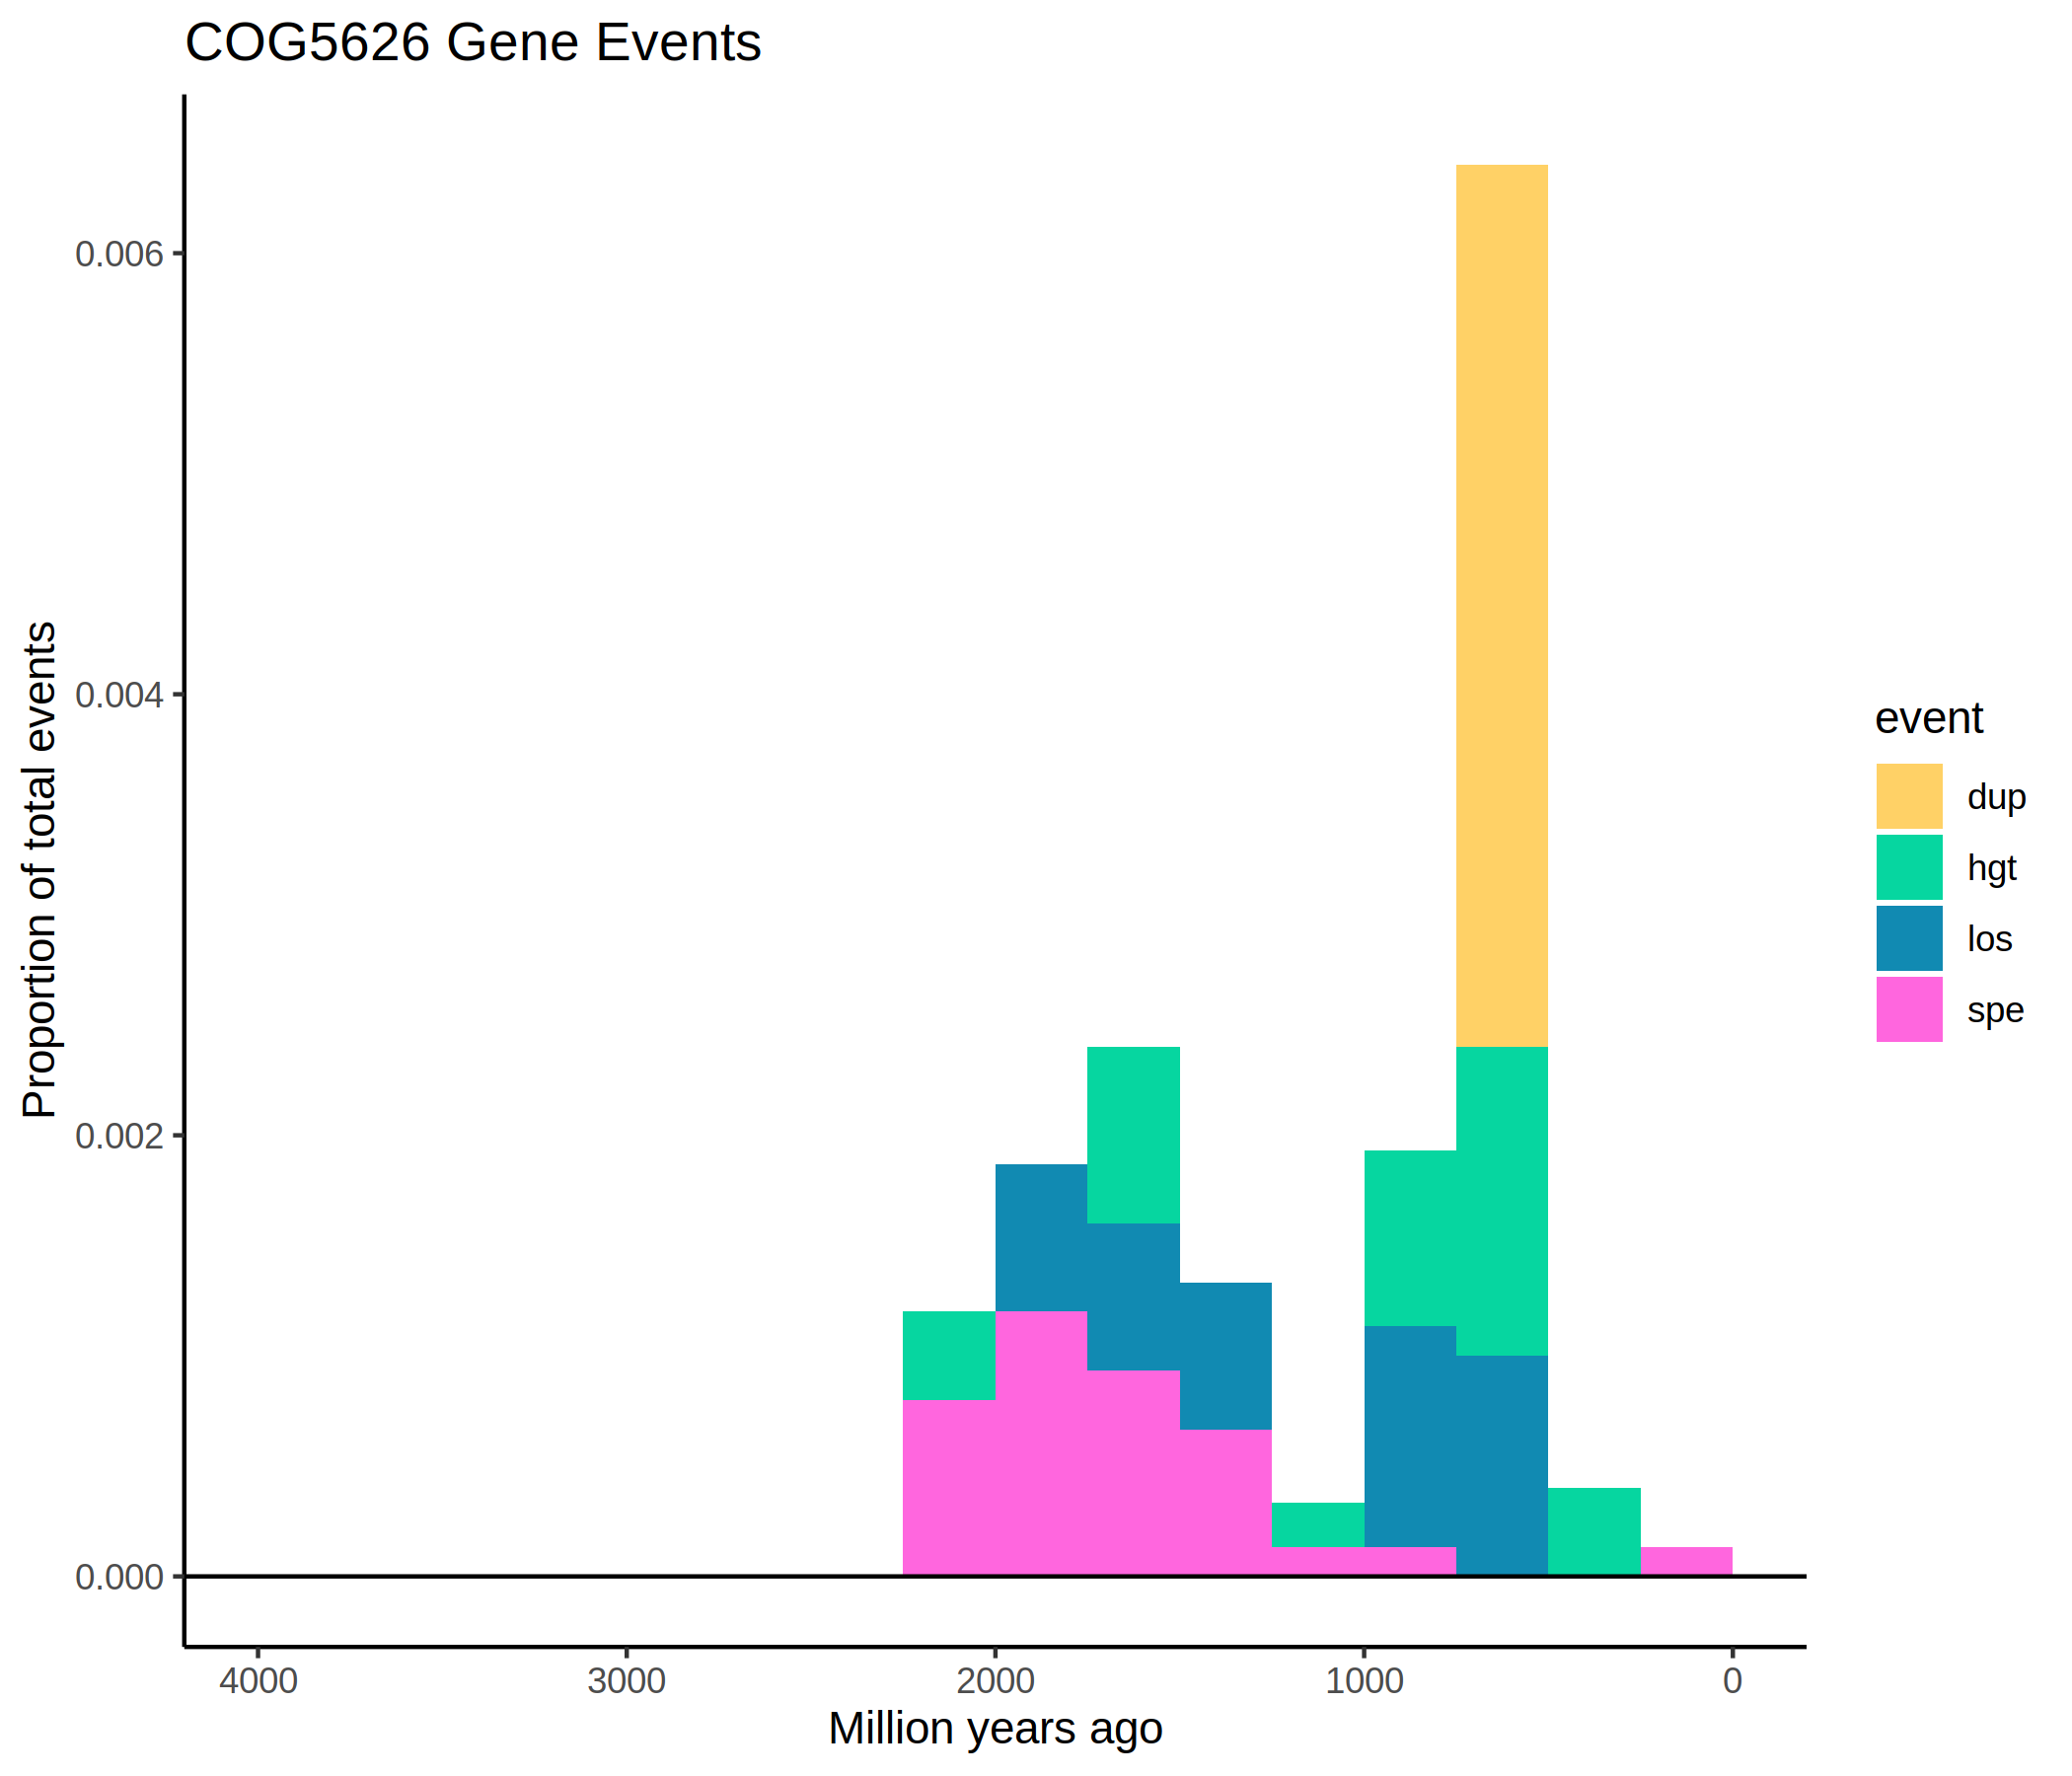 COG5626 Gene Events
Proportion of total events
0.006
0.004
0.002
0.000
4000 3000 2000 1000 0
Million years ago
event
dup
hgt
los
spe